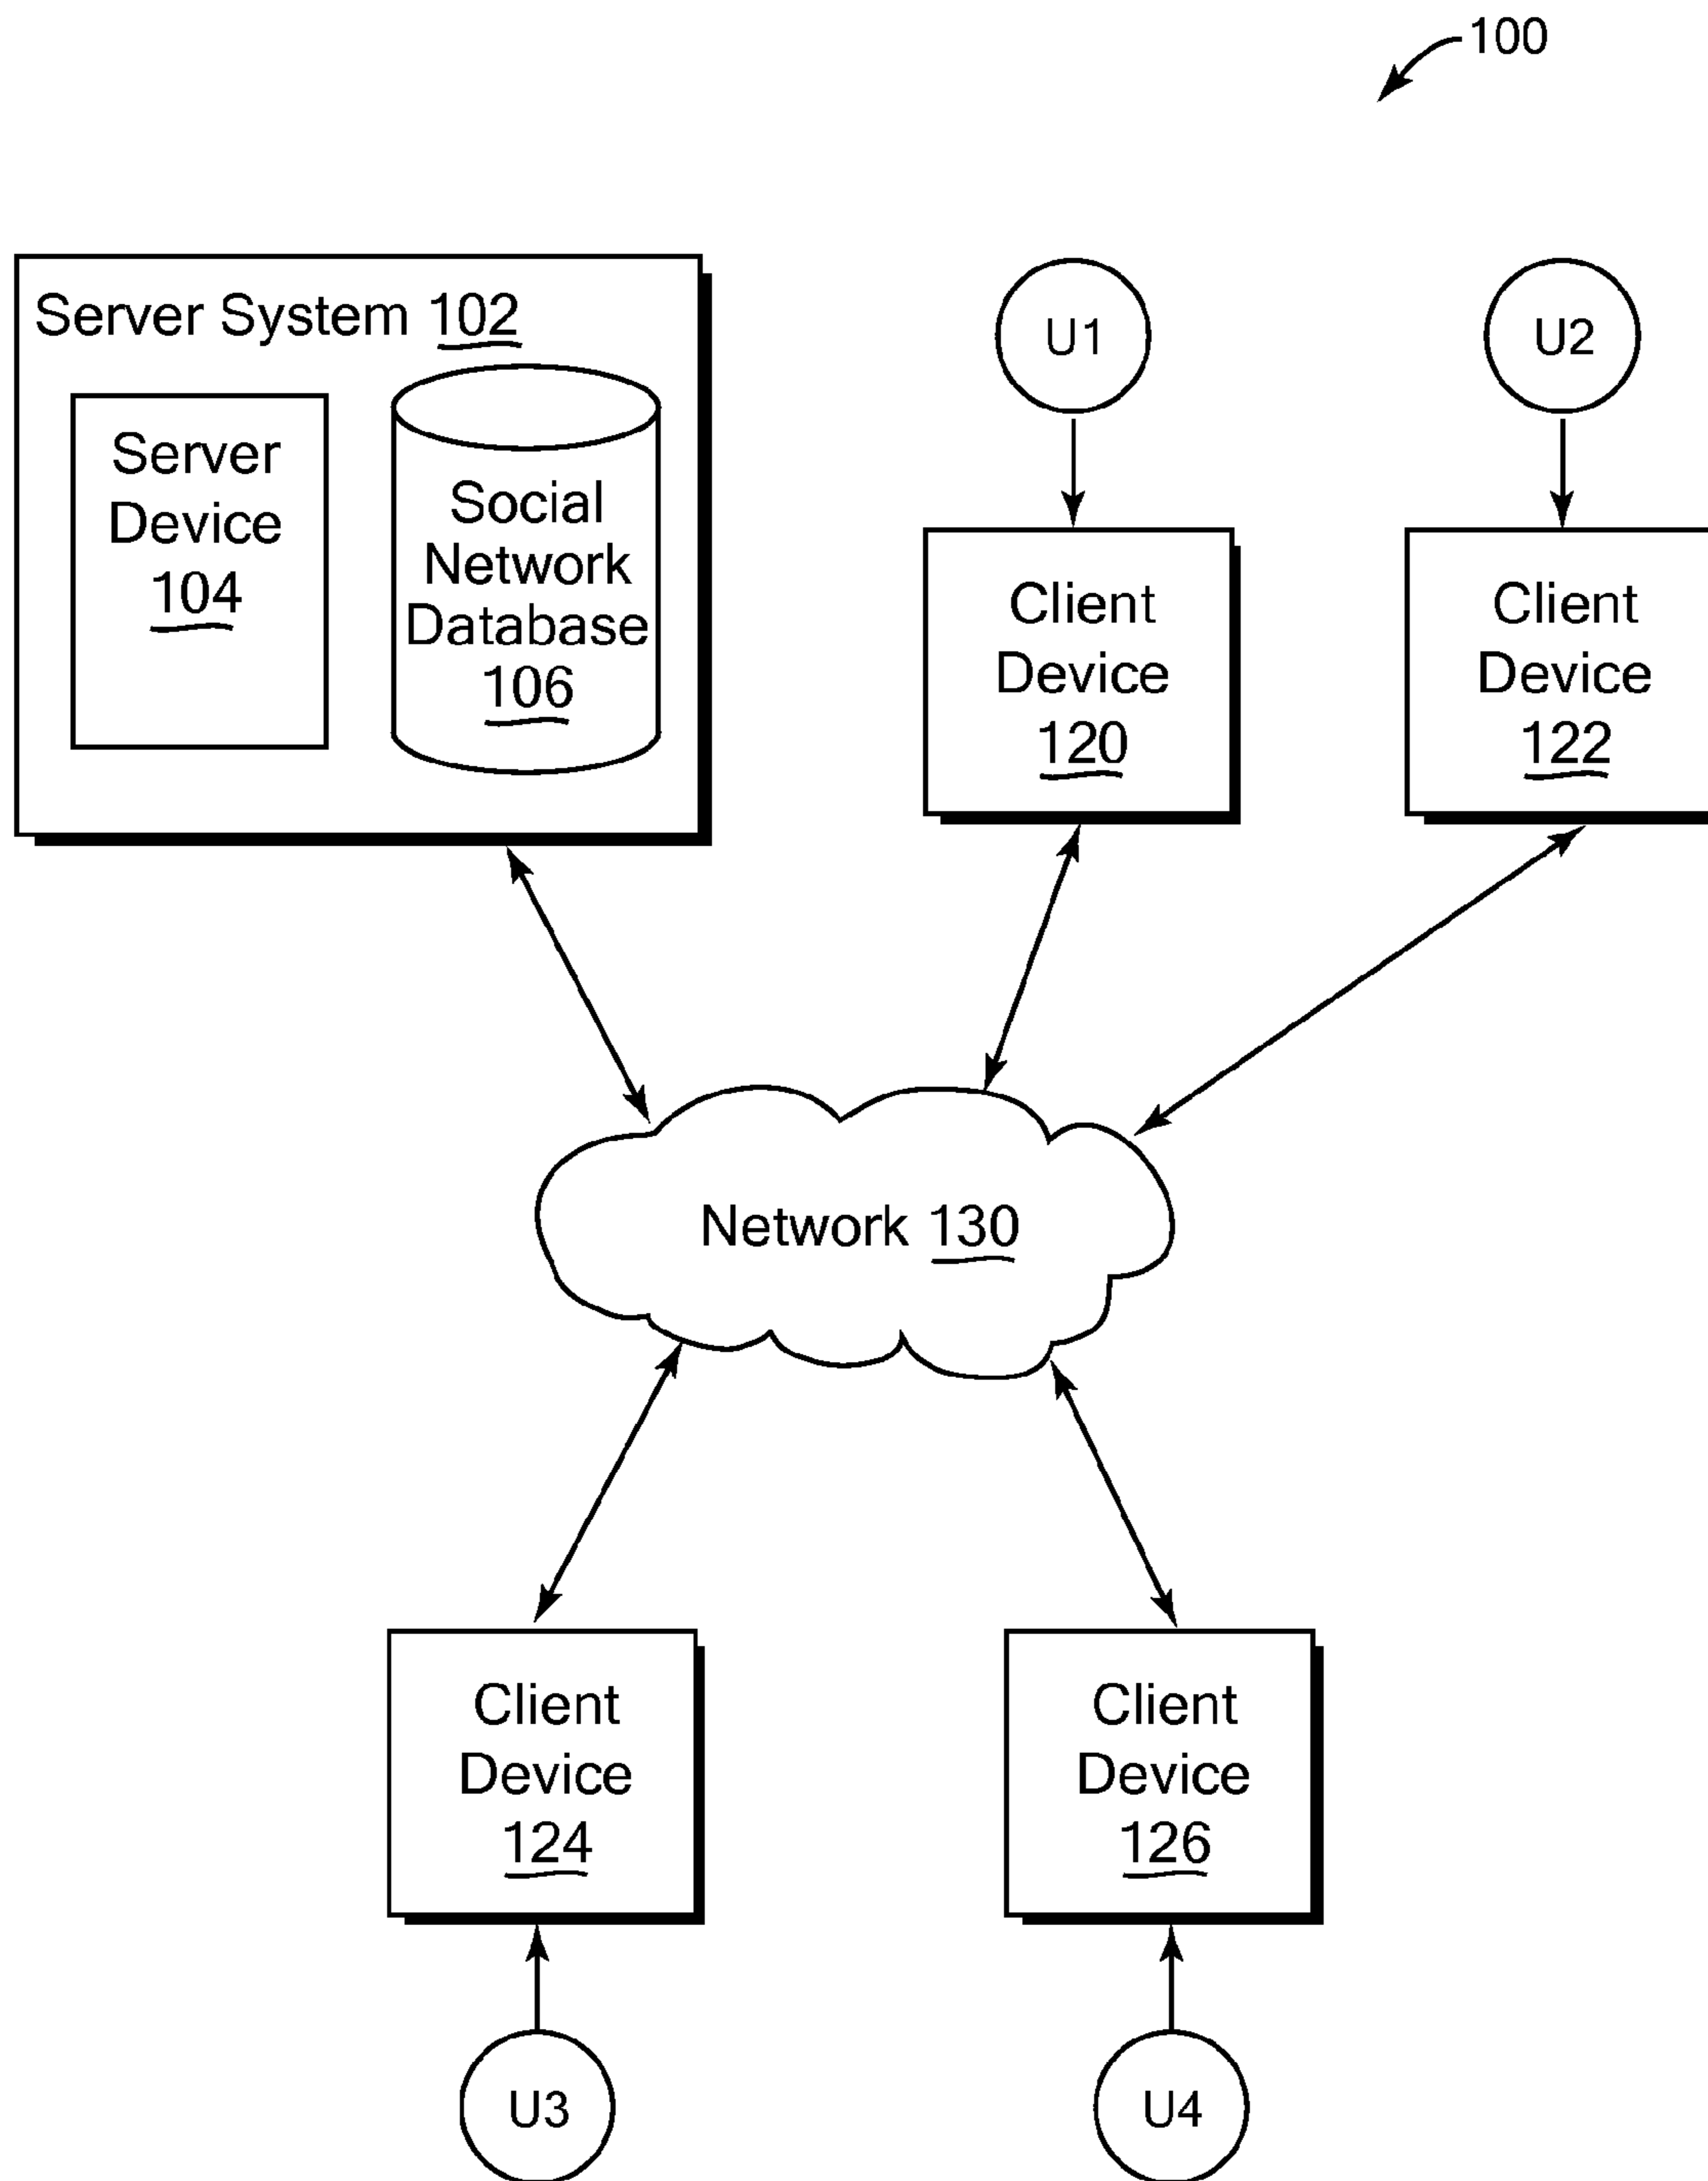 100
Server System 102
Server
Device
104
Social
Network
Database
106
U1
U2
Client
Device
120
Client
Device
122
Network 130
Client
Device
124
Client
Device
126
U3
U4